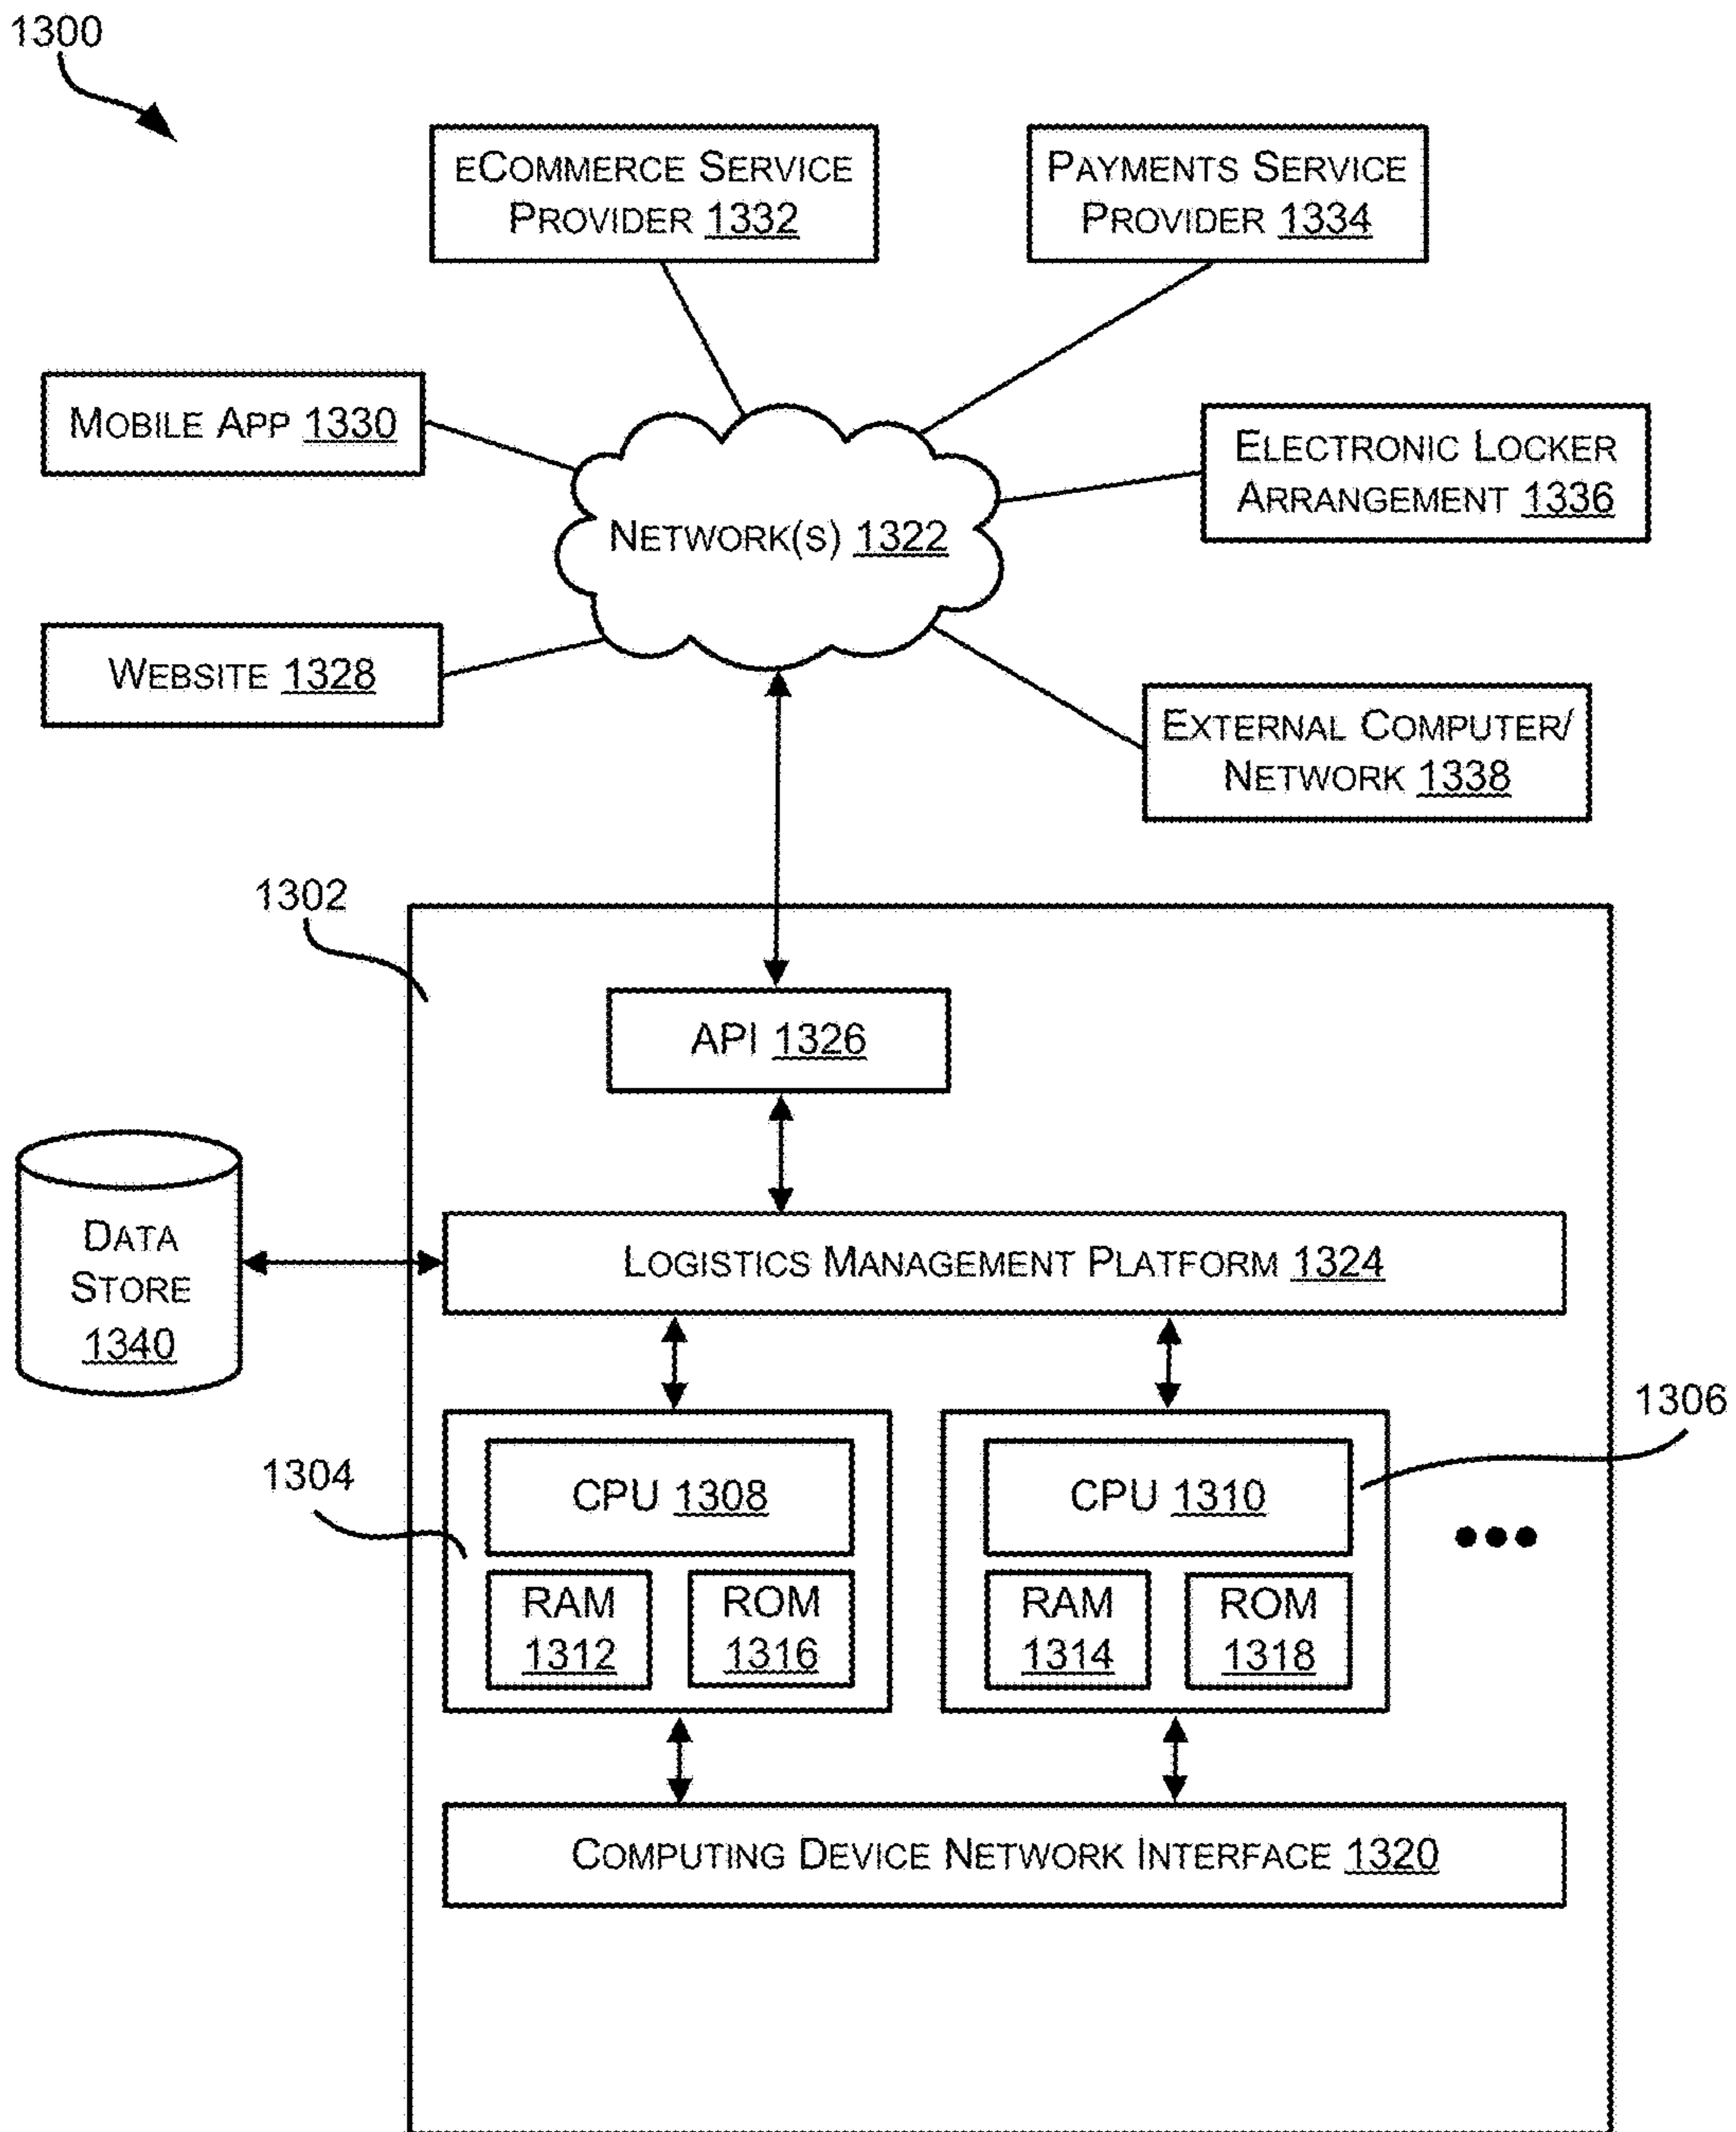 1300
eCommerce Service
Provider 1332
Payments Service
Provider 1334
Mobile App 1330
Electronic Locker
Arrangement 1336
Network(s) 1322
Website 1328
External Computer/
Network 1338
1302
API 1326
Data
Store
1340
Logistics Management Platform 1324
1306
1304
CPU 1308
CPU 1310
RAM
1312
ROM
1316
RAM
1314
ROM
1318
Computing Device Network Interface 1320